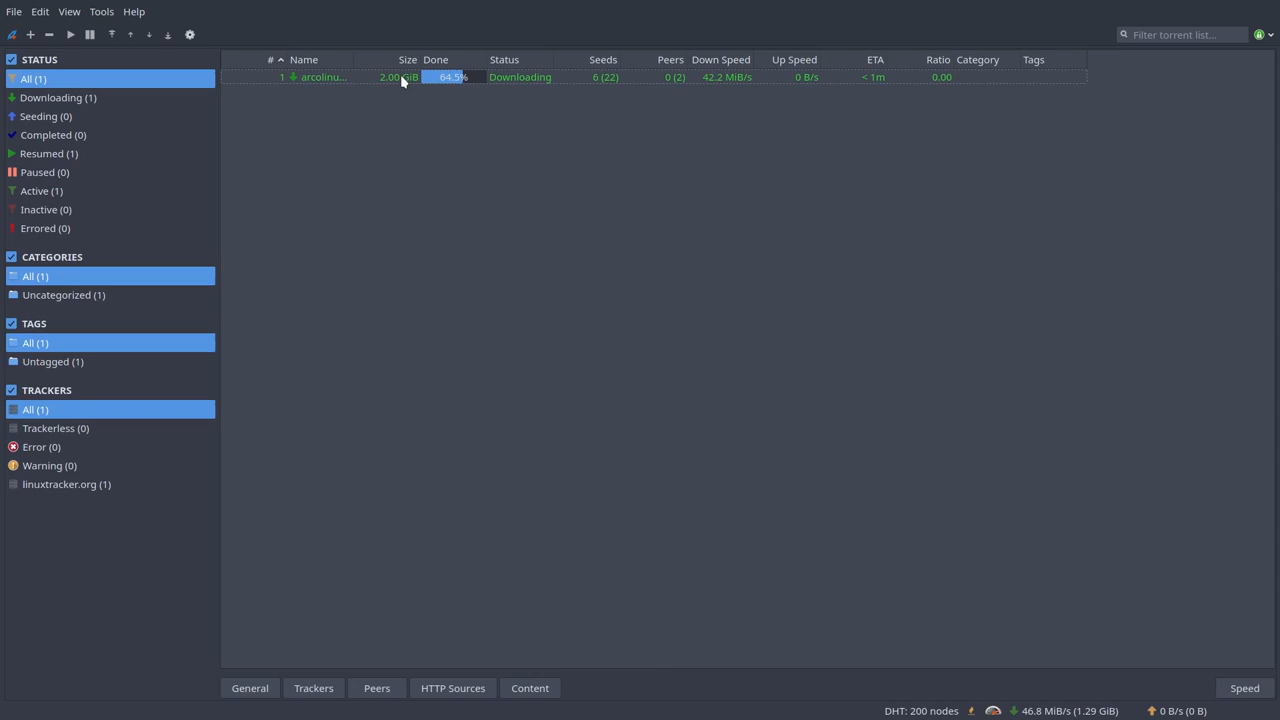 File Edit View Tools Help
Filter torrent list...
STATUS
All (1)
Downloading (1)
Seeding (0)
Completed (0)
Resumed (1)
Paused (0)
Active (1)
Inactive (0)
Errored (0)
CATEGORIES
All (1)
Uncategorized (1)
TAGS
All (1)
Untagged (1)
TRACKERS
All (1)
Trackerless (0)
Error (0)
Warning (0)
linuxtracker.org (1)
# Name Size Done Status Seeds Peers Down Speed Up Speed ETA Ratio Category Tags
1 arcolinu... 2.00 GiB 64.5% Downloading 6 (22) 0 (2) 42.2 MiB/s 0 B/s < 1m 0.00
General Trackers Peers HTTP Sources Content Speed
DHT: 200 nodes 46.8 MiB/s (1.29 GiB) 0 B/s (0 B)